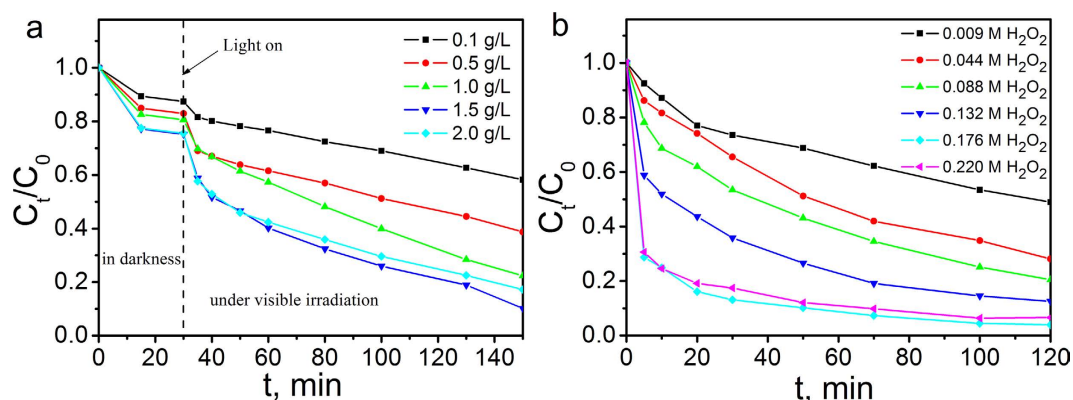 a
Light on
0.1 g/L
0.5 g/L
1.0 g/L
1.5 g/L
2.0 g/L
in darkness
under visible irradiation
Cₜ/C₀
1.0
0.8
0.6
0.4
0.2
0.0
0 20 40 60 80 100 120 140
t, min
b
0.009 M H₂O₂
0.044 M H₂O₂
0.088 M H₂O₂
0.132 M H₂O₂
0.176 M H₂O₂
0.220 M H₂O₂
Cₜ/C₀
1.0
0.8
0.6
0.4
0.2
0.0
0 20 40 60 80 100 120
t, min